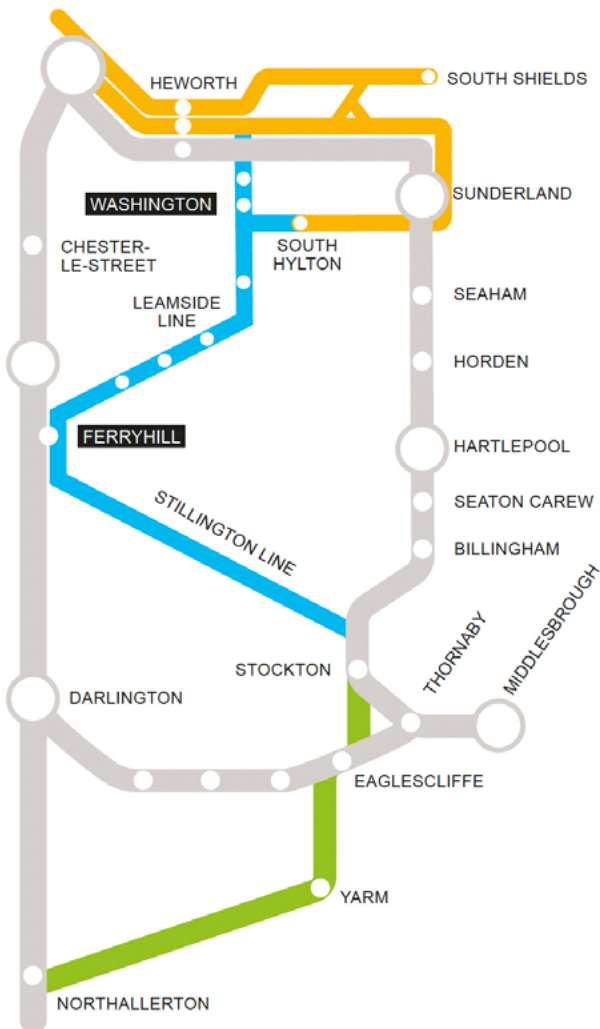 HEWORTH
SOUTH SHIELDS
WASHINGTON
SUNDERLAND
CHESTER-
LE-STREET
SOUTH
HYLTON
SEAHAM
LEAMSIDE
LINE
HORDEN
FERRYHILL
HARTLEPOOL
SEATON CAREW
STILLINGTON LINE
BILLINGHAM
THORNABY
MIDDLESBROUGH
STOCKTON
DARLINGTON
EAGLESCLIFFE
YARM
NORTHALLERTON